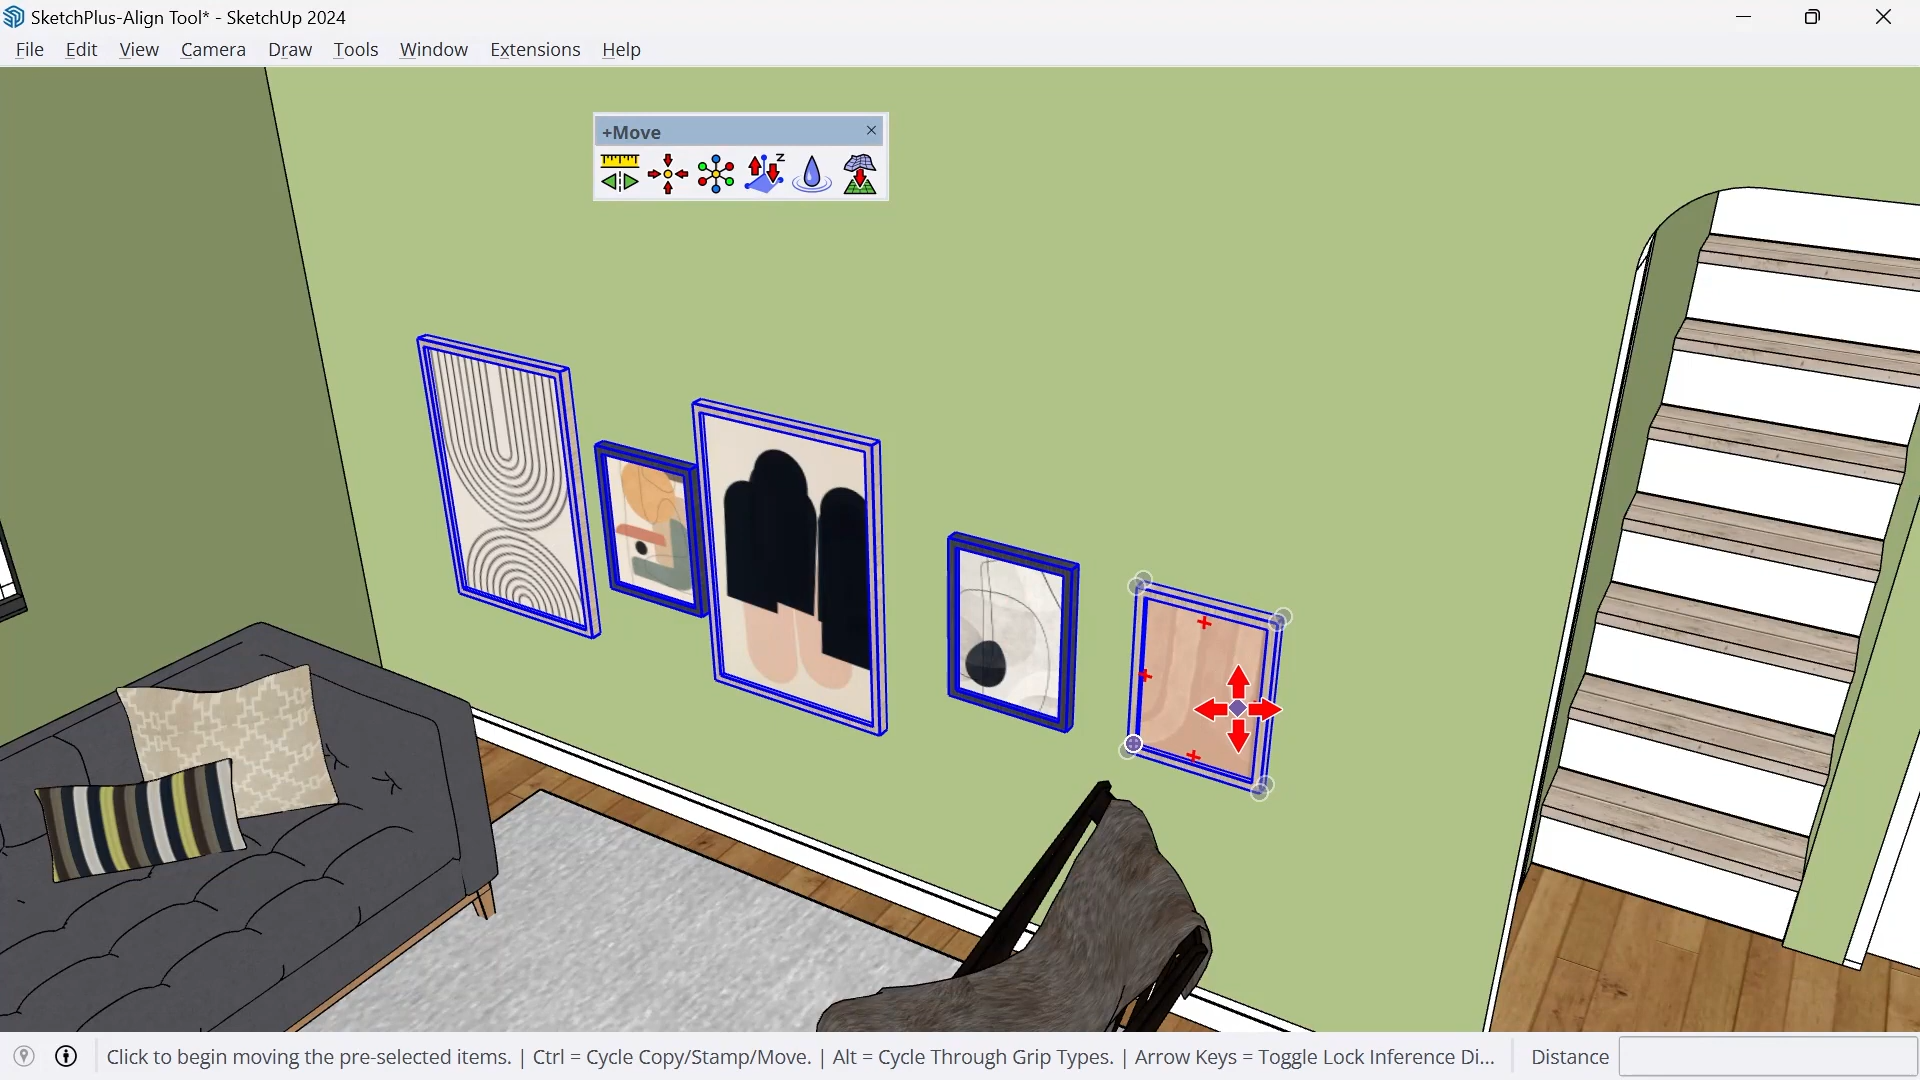 SketchPlus-Align Tool* - SketchUp 2024
File Edit View Camera Draw Tools Window Extensions Help
+Move
Z
Click to begin moving the pre-selected items. | Ctrl = Cycle Copy/Stamp/Move. | Alt = Cycle Through Grip Types. | Arrow Keys = Toggle Lock Inference Di... Distance